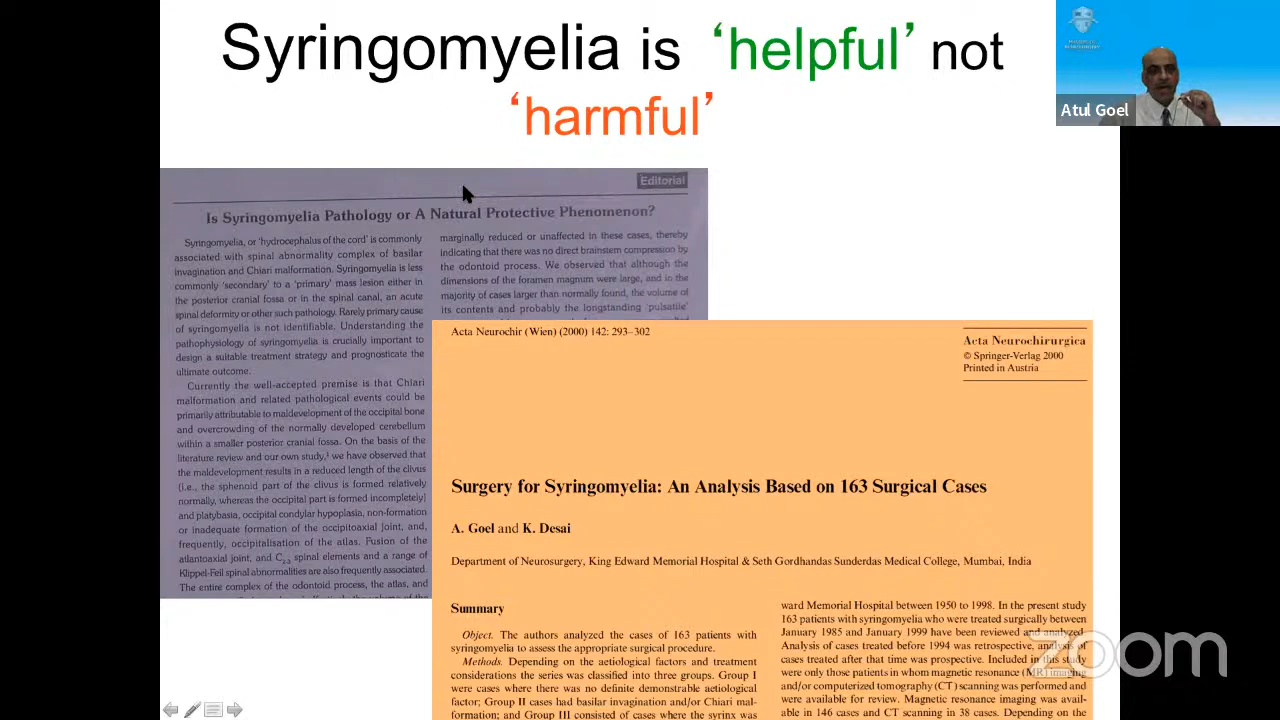 Syringomyelia is ‘helpful’ not
‘harmful’
Atul Goel
Editorial
Is Syringomyelia Pathology or A Natural Protective Phenomenon?
Syringomyelia, or 'hydrocephalus of the cord' is commonly
associated with spinal abnormality complex of basilar
invagination and Chiari malformation. Syringomyelia is less
commonly 'secondary' to a 'primary' mass lesion either in
the posterior cranial fossa or in the spinal canal, an acute
spinal deformity or other such pathology. Rarely primary cause
of syringomyelia is not identifiable. Understanding the
pathophysiology of syringomyelia is crucially important to
design a suitable treatment strategy and prognosticate the
ultimate outcome.
Currently the well-accepted premise is that Chiari
malformation and related pathological events could be
primarily attributable to maldevelopment of the occipital bone
and overcrowding of the normally developed cerebellum
within a smaller posterior cranial fossa. On the basis of the
literature review and our own study,¹ we have observed that
the maldevelopment results in a reduced length of the clivus
(i.e., the sphenoid part of the clivus is formed relatively
normally, whereas the occipital part is formed incompletely)
and platybasia, occipital condylar hypoplasia, non-formation
or inadequate formation of the occipitoaxial joint, and,
frequently, occipitalisation of the atlas. Fusion of the
atlantoaxial joint, and C2-3 spinal elements and a range of
Klippel-Feil spinal abnormalities are also frequently associated.
The entire complex of the odontoid process, the atlas, and
marginally reduced or unaffected in these cases, thereby
indicating that there was no direct brainstem compression by
the odontoid process. We observed that although the
dimensions of the foramen magnum were large, and in the
majority of cases larger than normally found, the volume of
its contents and probably the longstanding 'pulsatile'
Acta Neurochir (Wien) (2000) 142: 293–302
Acta Neurochirurgica
© Springer-Verlag 2000
Printed in Austria
Surgery for Syringomyelia: An Analysis Based on 163 Surgical Cases
A. Goel and K. Desai
Department of Neurosurgery, King Edward Memorial Hospital & Seth Gordhandas Sunderdas Medical College, Mumbai, India
Summary
Object. The authors analyzed the cases of 163 patients with
syringomyelia to assess the appropriate surgical procedure.
Methods. Depending on the aetiological factors and treatment
considerations the series was classified into three groups. Group I
were cases where there was no definite demonstrable aetiological
factor; Group II cases had basilar invagination and/or Chiari mal-
formation; and Group III consisted of cases where the syrinx was
ward Memorial Hospital between 1950 to 1998. In the present study
163 patients with syringomyelia who were treated surgically between
January 1985 and January 1999 have been reviewed and analyzed.
Analysis of cases treated before 1994 was retrospective, analysis of
cases treated after that time was prospective. Included in this study
were only those patients in whom magnetic resonance (MR) imaging
and/or computerized tomography (CT) scanning was performed and
were available for review. Magnetic resonance imaging was avail-
able in 146 cases and CT scanning in 38 cases. Depending on the
zoom